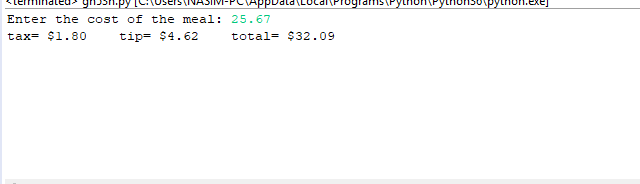 <terminated> gh55h.py [C:\Users\NASIM-PC\AppData\Local\Programs\Python\Python36\python.exe]
Enter the cost of the meal: 25.67
tax= $1.80    tip= $4.62    total= $32.09